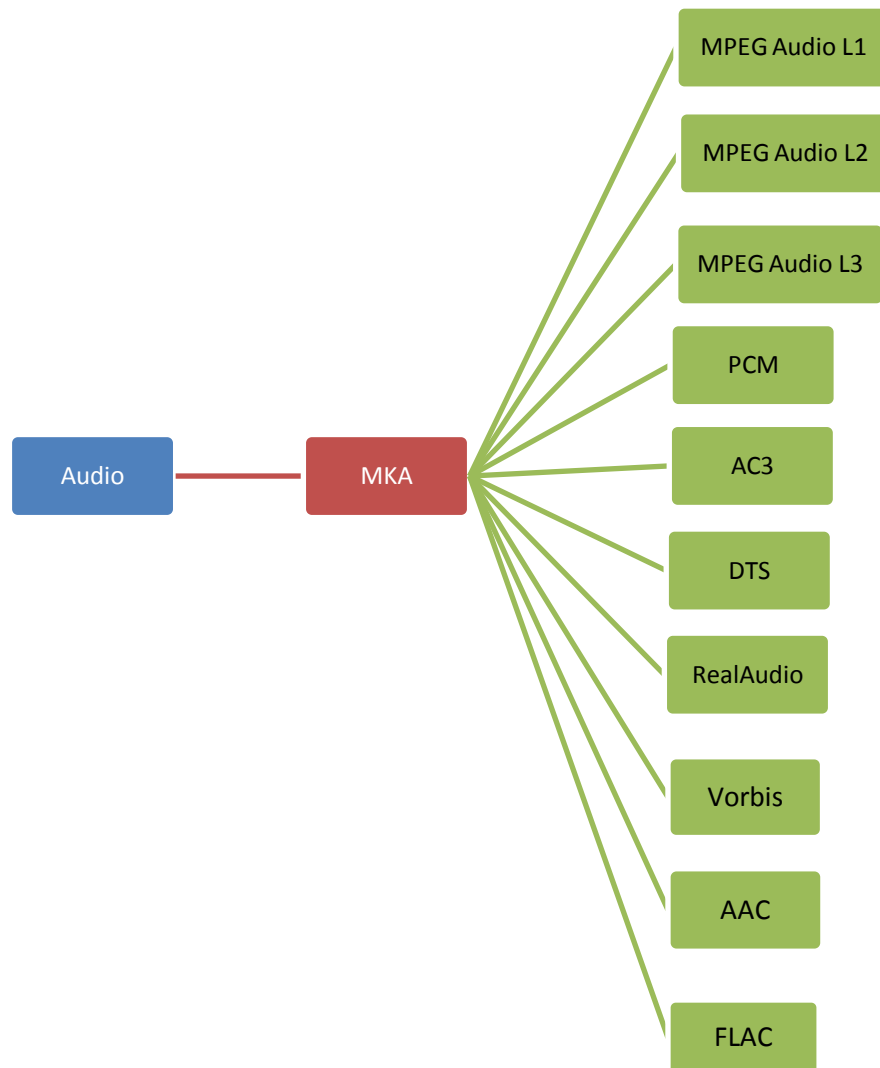 MPEG Audio L1
MPEG Audio L2
MPEG Audio L3
PCM
Audio
MKA
AC3
DTS
RealAudio
Vorbis
AAC
FLAC